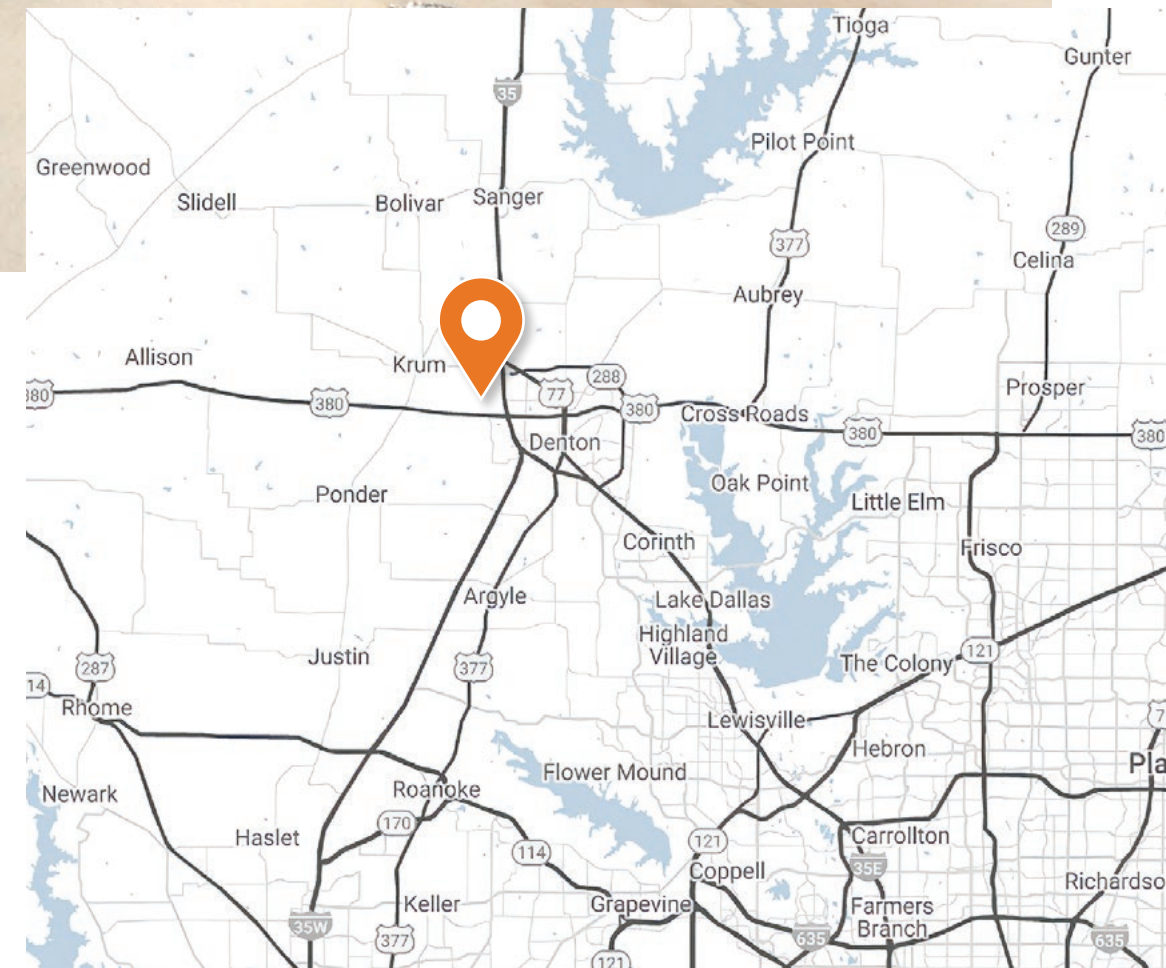 Tioga
Gunter
35
Pilot Point
Greenwood
Slidell
Bolivar
Sanger
289
377
Celina
Aubrey
Allison
Krum
288
Prosper
380
77
380
380
Cross Roads
380
380
Denton
Oak Point
Ponder
Little Elm
Corinth
Frisco
Argyle
Lake Dallas
Highland
Village
121
Justin
The Colony
377
287
14
Rhome
Lewisville
7
Hebron
Pla
Flower Mound
Roanoke
Newark
170
Haslet
Carrollton
121
114
35E
Coppell
Richardso
Keller
Grapevine
Farmers
Branch
35W
377
635
635
121